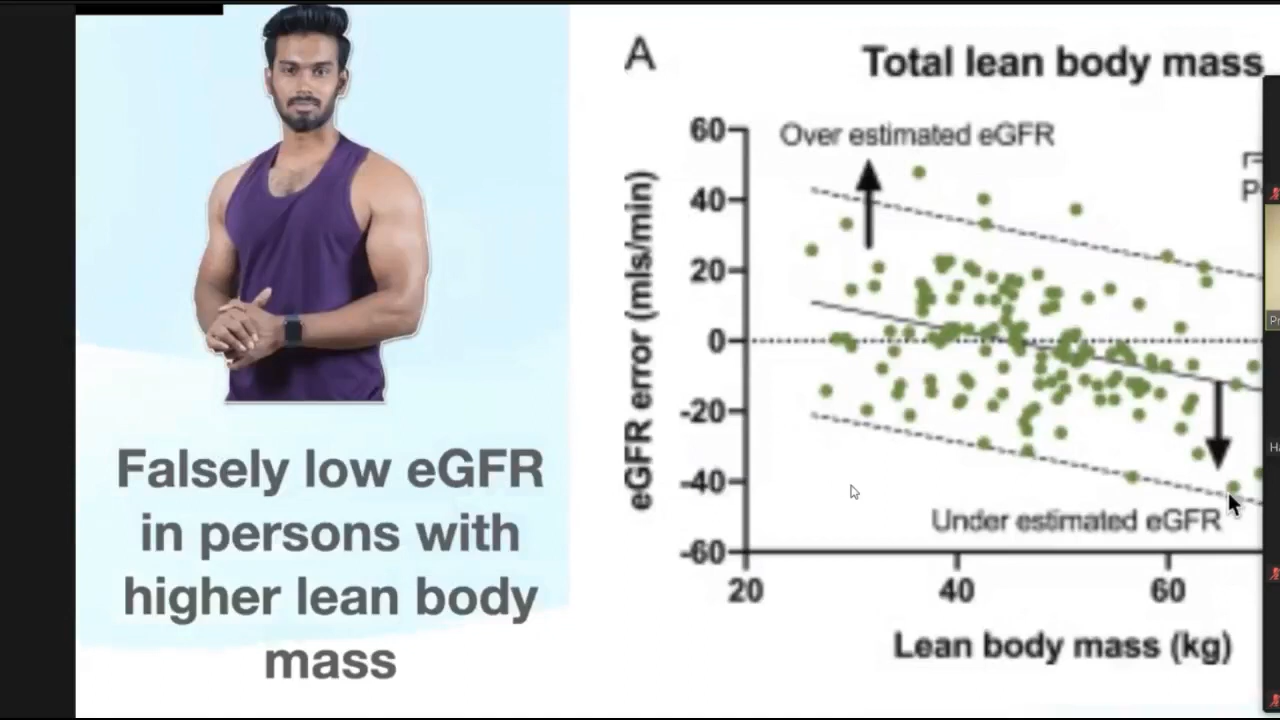 Falsely low eGFR
in persons with
higher lean body
mass
A
Total lean body mass
Over estimated eGFR
eGFR error (mls/min)
60
40
20
0
-20
-40
-60
Under estimated eGFR
20
40
60
Lean body mass (kg)